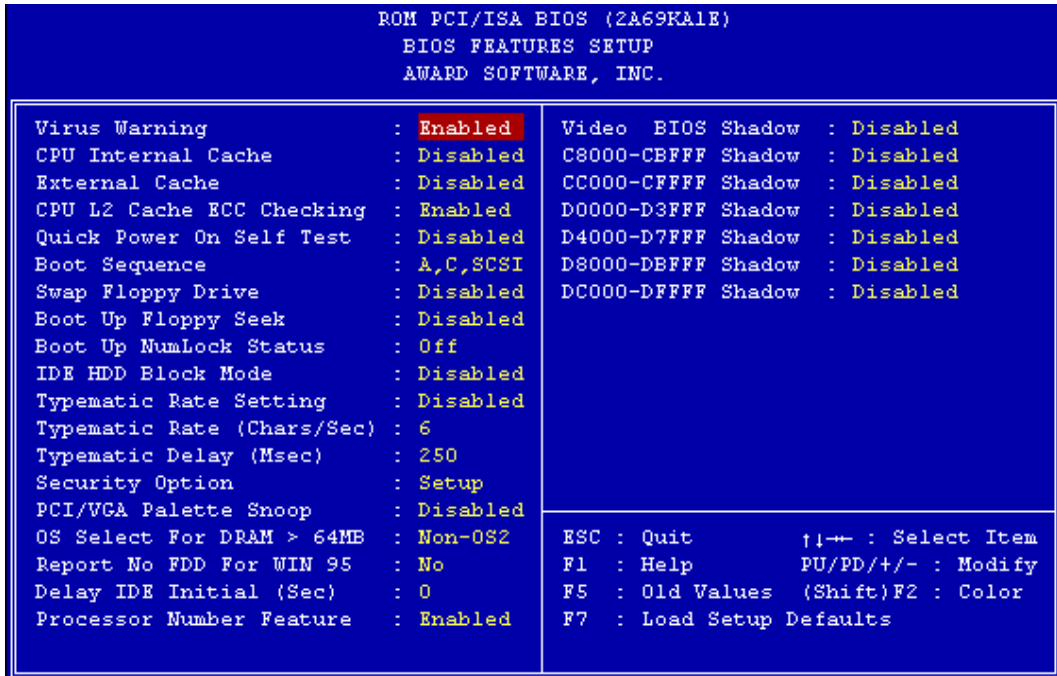 ROM PCI/ISA BIOS (2A69KA1E)
BIOS FEATURES SETUP
AWARD SOFTWARE, INC.
Virus Warning : Enabled
CPU Internal Cache : Disabled
External Cache : Disabled
CPU L2 Cache ECC Checking : Enabled
Quick Power On Self Test : Disabled
Boot Sequence : A,C,SCSI
Swap Floppy Drive : Disabled
Boot Up Floppy Seek : Disabled
Boot Up NumLock Status : Off
IDE HDD Block Mode : Disabled
Typematic Rate Setting : Disabled
Typematic Rate (Chars/Sec) : 6
Typematic Delay (Msec) : 250
Security Option : Setup
PCI/VGA Palette Snoop : Disabled
OS Select For DRAM > 64MB : Non-OS2
Report No FDD For WIN 95 : No
Delay IDE Initial (Sec) : 0
Processor Number Feature : Enabled
Video BIOS Shadow : Disabled
C8000-CBFFF Shadow : Disabled
CC000-CFFFF Shadow : Disabled
D0000-D3FFF Shadow : Disabled
D4000-D7FFF Shadow : Disabled
D8000-DBFFF Shadow : Disabled
DC000-DFFFF Shadow : Disabled
ESC : Quit ↑↓→← : Select Item
F1 : Help PU/PD/+/- : Modify
F5 : Old Values (Shift)F2 : Color
F7 : Load Setup Defaults